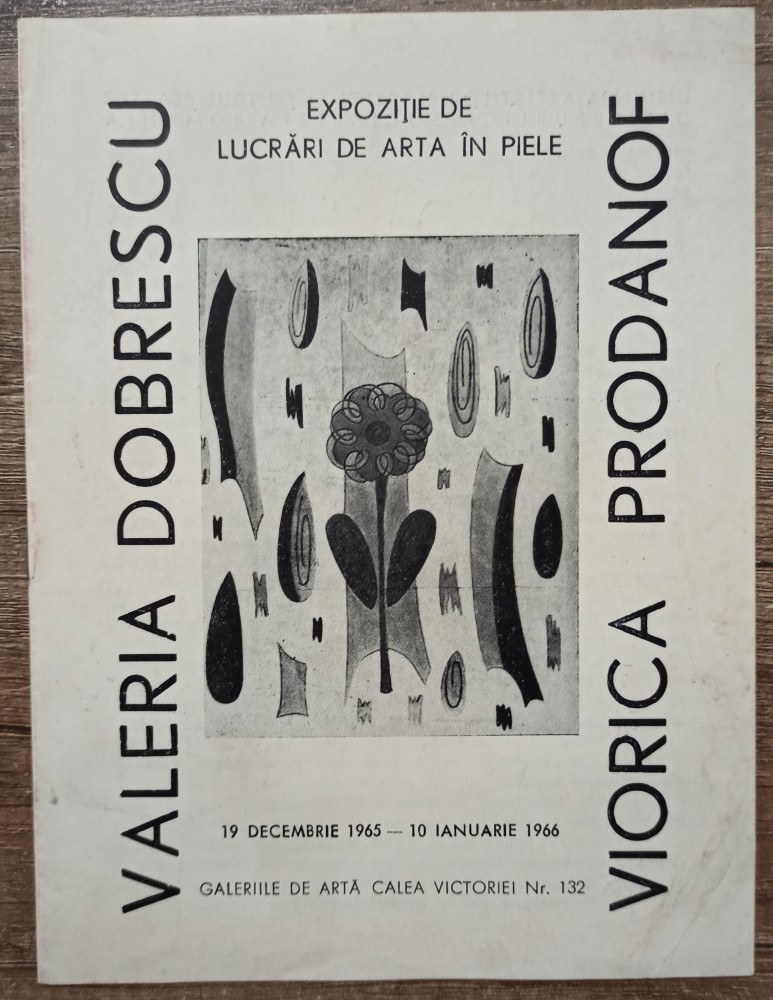 EXPOZIŢIE DE
LUCRĂRI DE ARTA ÎN PIELE
VALERIA DOBRESCU
VIORICA PRODANOF
19 DECEMBRIE 1965 — 10 IANUARIE 1966
GALERIILE DE ARTĂ CALEA VICTORIEI Nr. 132